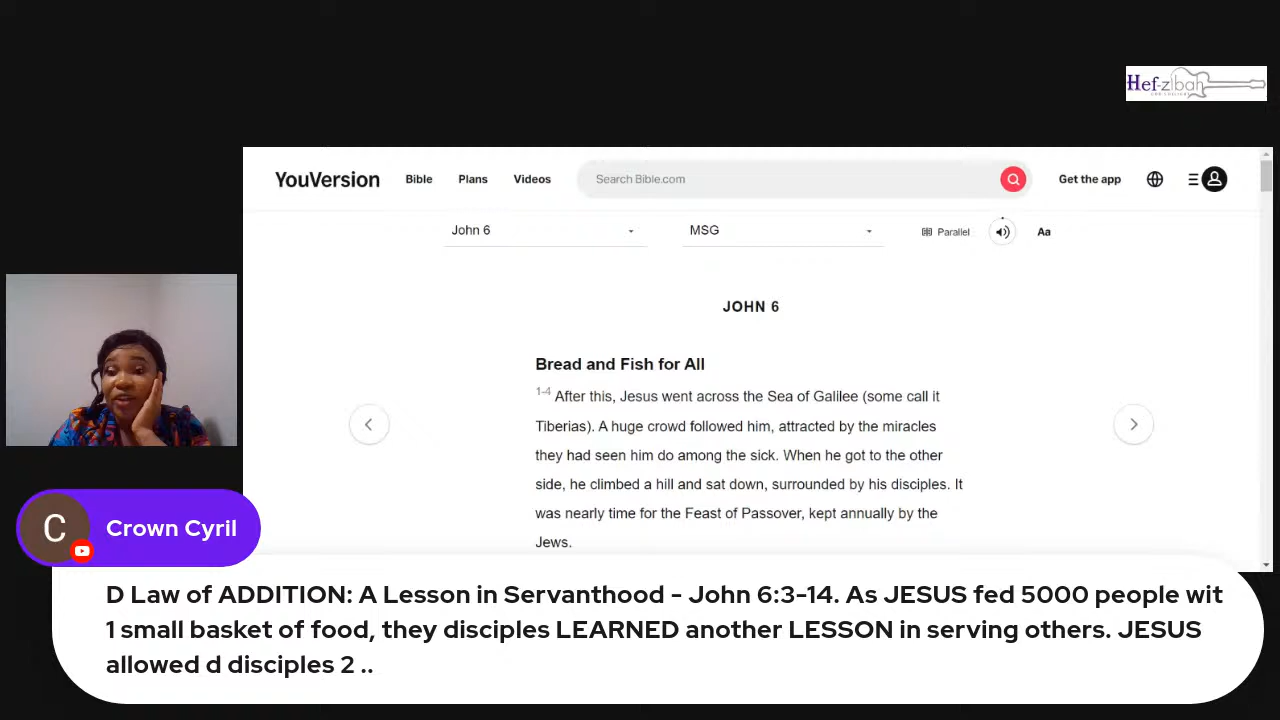 Hef-zibah
YouVersion
Bible
Plans
Videos
Search Bible.com
Get the app
John 6
MSG
Parallel
Aa
JOHN 6
Bread and Fish for All
1-4 After this, Jesus went across the Sea of Galilee (some call it
Tiberias). A huge crowd followed him, attracted by the miracles
they had seen him do among the sick. When he got to the other
side, he climbed a hill and sat down, surrounded by his disciples. It
was nearly time for the Feast of Passover, kept annually by the
Jews.
C
Crown Cyril
D Law of ADDITION: A Lesson in Servanthood - John 6:3-14. As JESUS fed 5000 people wit
1 small basket of food, they disciples LEARNED another LESSON in serving others. JESUS
allowed d disciples 2 ..